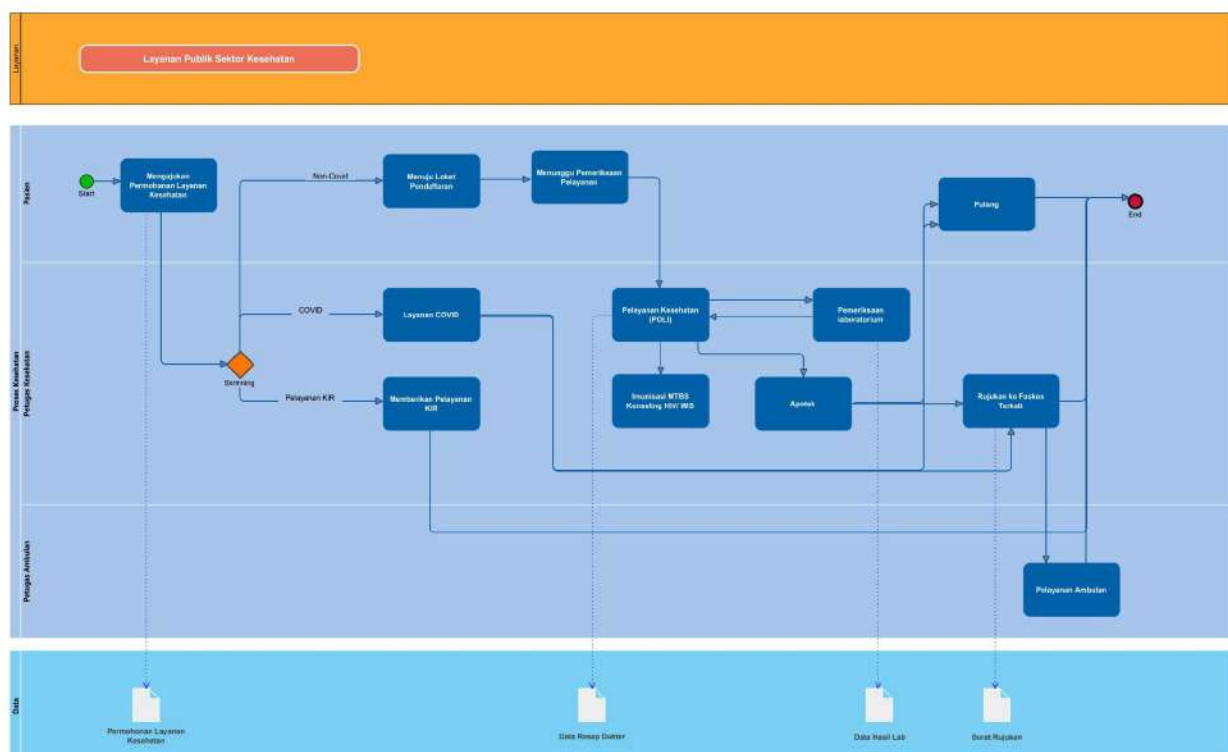 Layanan
Layanan Publik Sektor Kesehatan
Proses Kesehatan
Pasien
Start
Mengajukan
Permohonan Layanan
Kesehatan
Non-Covid
Menuju Loket
Pendaftaran
Menunggu Pemeriksaan
Pelayanan
Pulang
End
Petugas Kesehatan
Skrinning
COVID
Layanan COVID
Pelayanan KIR
Memberikan Pelayanan
KIR
Pelayanan Kesehatan
(POLI)
Pemeriksaan
laboratorium
Imunisasi MTBS
Konseling HIV/ IMS
Apotek
Rujukan ke Faskes
Terkait
Petugas Ambulan
Pelayanan Ambulan
Data
Permohonan Layanan
Kesehatan
Data Resep Dokter
Data Hasil Lab
Surat Rujukan